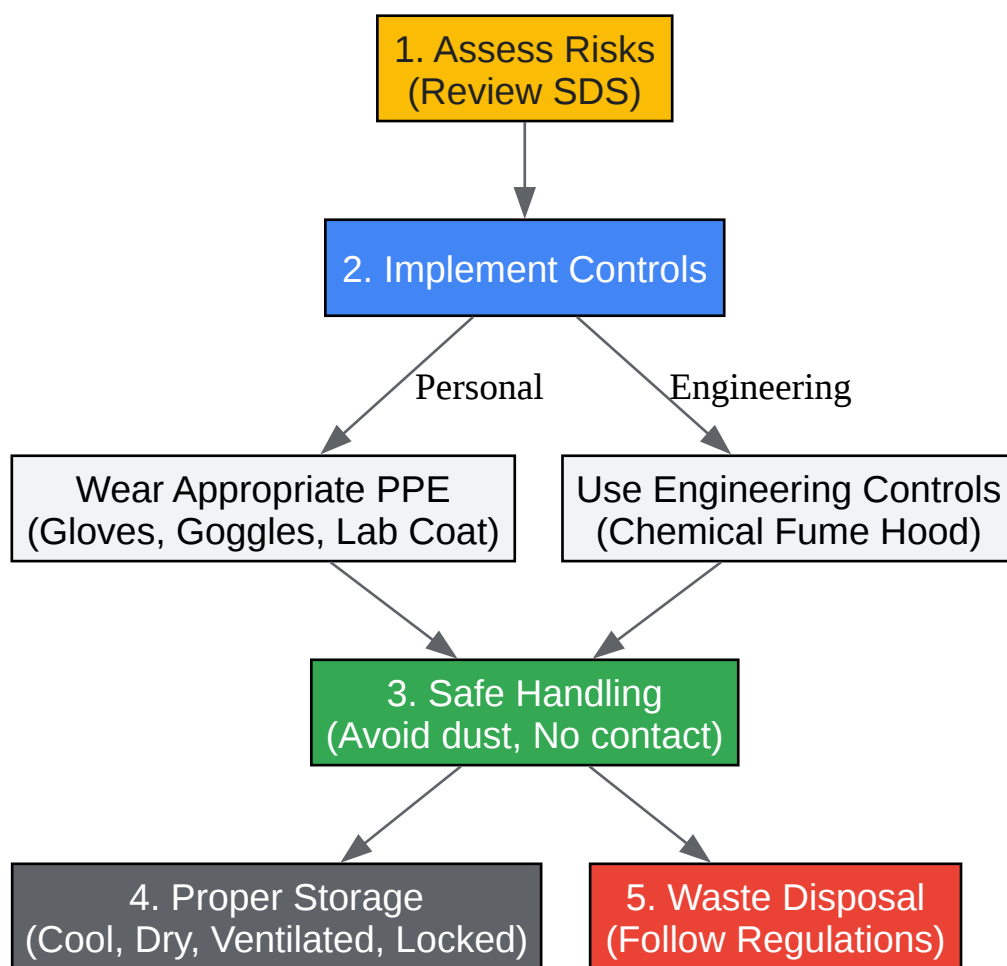 1. Assess Risks
(Review SDS)
2. Implement Controls
Personal
Engineering
Wear Appropriate PPE
(Gloves, Goggles, Lab Coat)
Use Engineering Controls
(Chemical Fume Hood)
3. Safe Handling
(Avoid dust, No contact)
4. Proper Storage
(Cool, Dry, Ventilated, Locked)
5. Waste Disposal
(Follow Regulations)